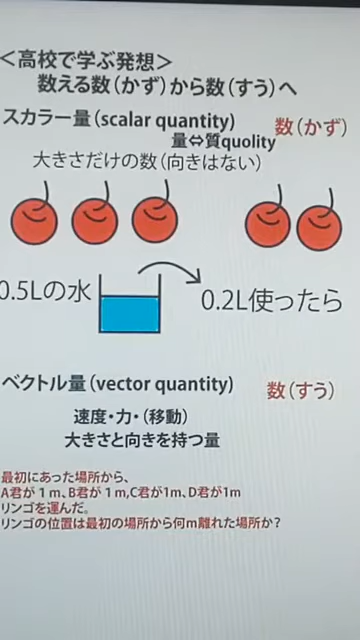 ＜高校で学ぶ発想＞
数える数（かず）から数（すう）へ
スカラー量（scalar quantity）　数（かず）
量⇔質quolity
大きさだけの数（向きはない）
0.5Lの水　0.2L使ったら
ベクトル量（vector quantity）　数（すう）
速度・力・（移動）
大きさと向きを持つ量
最初にあった場所から、
A君が１m、B君が１m,C君が1m、D君が1m
リンゴを運んだ。
リンゴの位置は最初の場所から何m離れた場所か？